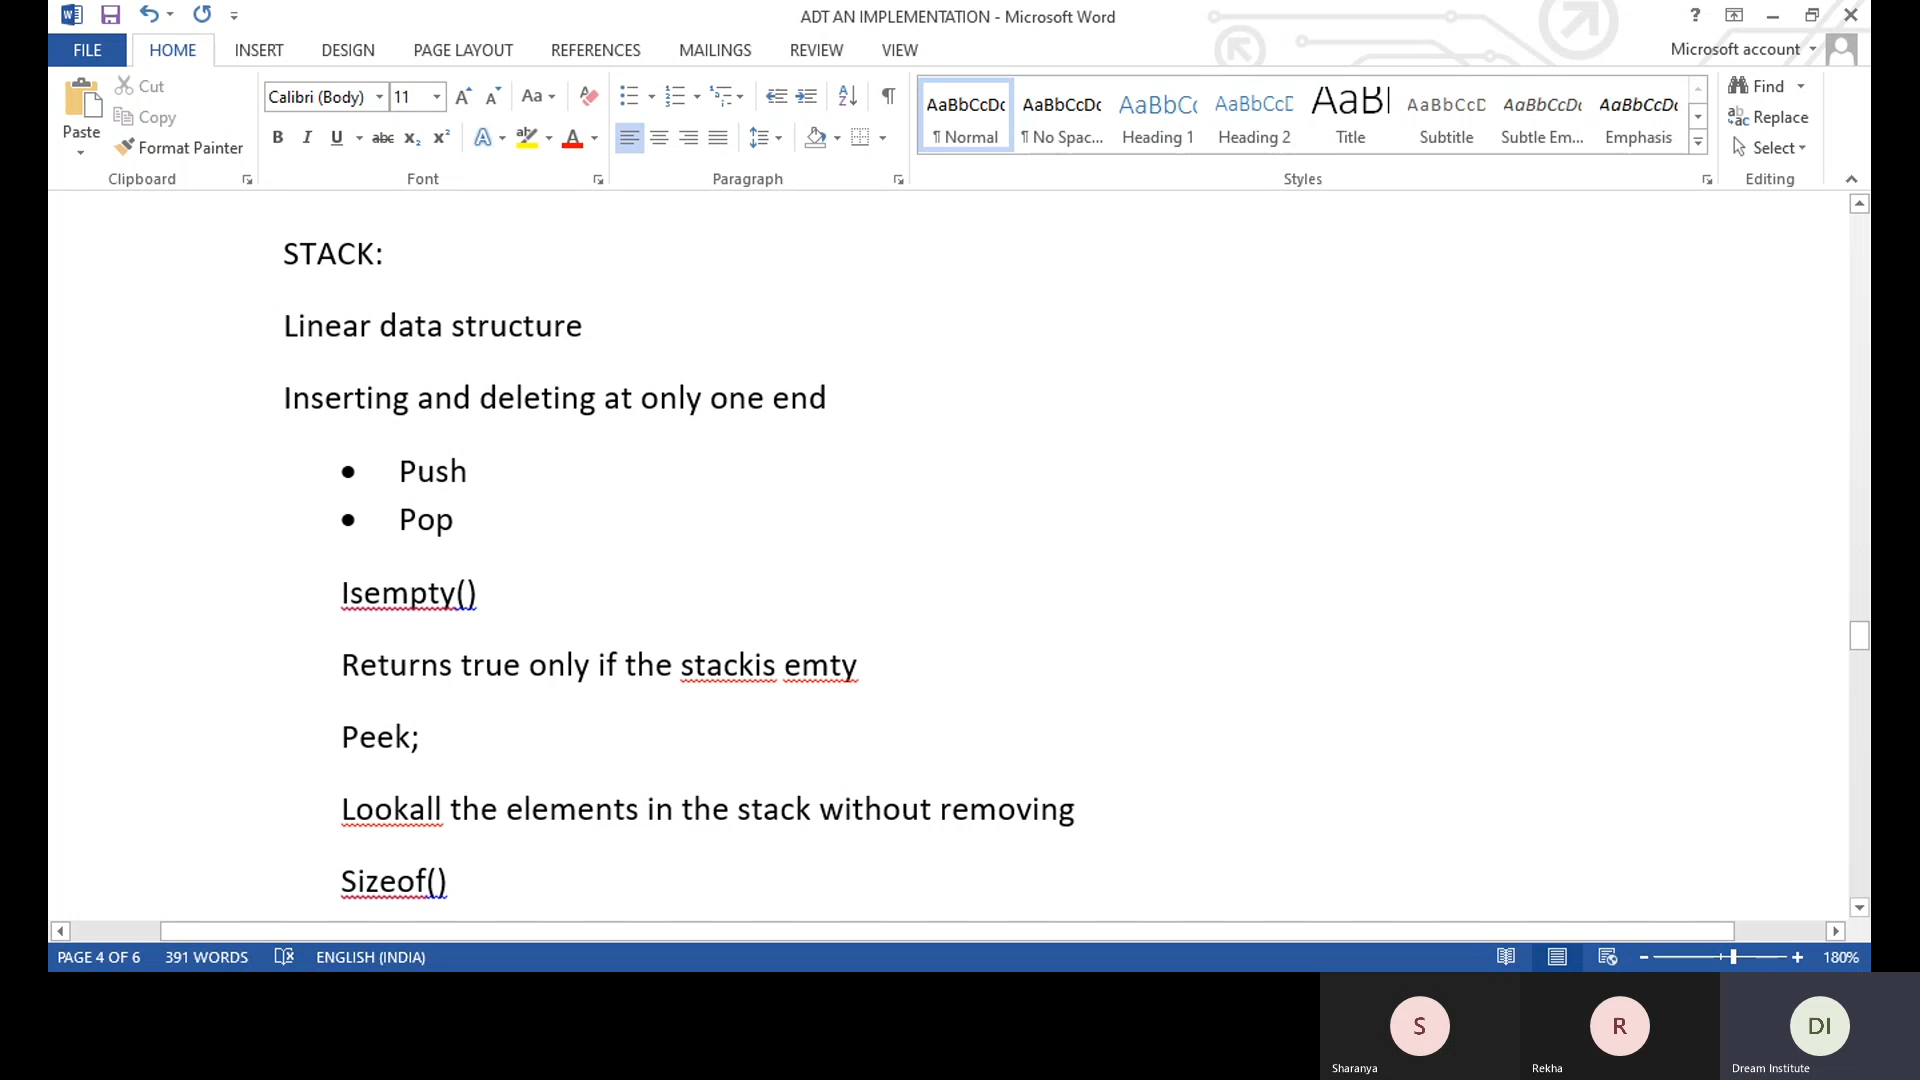 ADT AN IMPLEMENTATION - Microsoft Word
?
FILE HOME INSERT DESIGN PAGE LAYOUT REFERENCES MAILINGS REVIEW VIEW
Microsoft account
Paste
Cut
Copy
Format Painter
Clipboard
Calibri (Body) 11
Font
Paragraph
AaBbCcDc AaBbCcDc AaBbCc AaBbCcD AaBl AaBbCcD AaBbCcDc AaBbCcDc
¶ Normal ¶ No Spac... Heading 1 Heading 2 Title Subtitle Subtle Em... Emphasis
Styles
Find
Replace
Select
Editing
STACK:
Linear data structure
Inserting and deleting at only one end
• Push
• Pop
Isempty()
Returns true only if the stackis emty
Peek;
Lookall the elements in the stack without removing
Sizeof()
PAGE 4 OF 6 391 WORDS ENGLISH (INDIA)
180%
S R DI
Sharanya Rekha Dream Institute